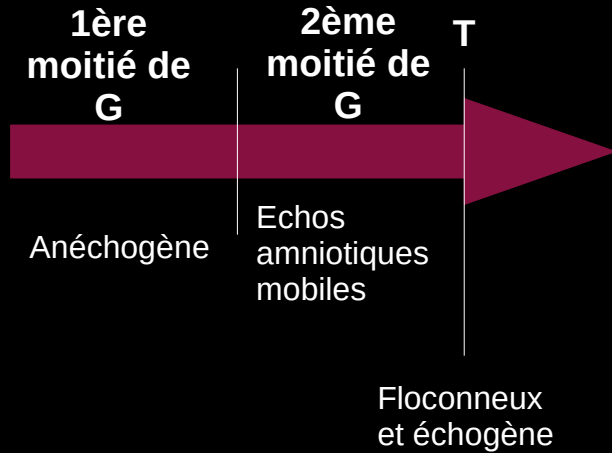 1ère
moitié de
G
2ème
moitié de
G
T
Anéchogène
Echos
amniotiques
mobiles
Floconneux
et échogène